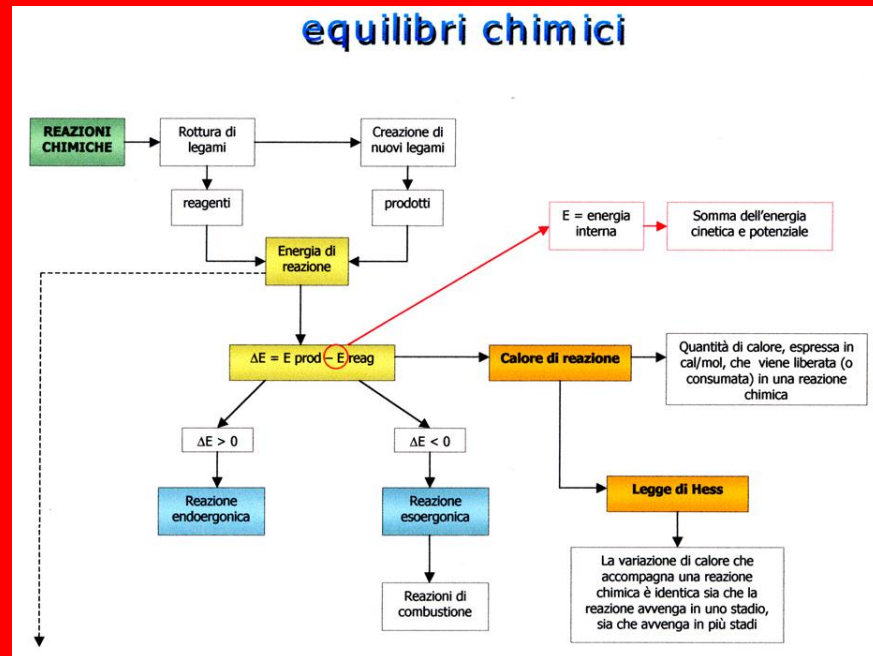 equilibri chimici
REAZIONI
CHIMICHE
Rottura di
legami
Creazione di
nuovi legami
reagenti
prodotti
E = energia
interna
Somma dell'energia
cinetica e potenziale
Energia di
reazione
ΔE = E prod – E reag
Calore di reazione
Quantità di calore, espressa in
cal/mol, che viene liberata (o
consumata) in una reazione
chimica
ΔE > 0
ΔE < 0
Reazione
endoergonica
Reazione
esoergonica
Legge di Hess
Reazioni di
combustione
La variazione di calore che
accompagna una reazione
chimica è identica sia che la
reazione avvenga in uno stadio,
sia che avvenga in più stadi